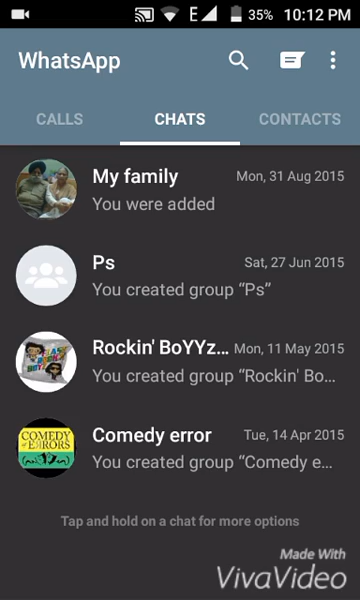 E 35% 10:12 PM
WhatsApp
CALLS CHATS CONTACTS
My family Mon, 31 Aug 2015
You were added
Ps Sat, 27 Jun 2015
You created group “Ps”
Rockin' BoYYz... Mon, 11 May 2015
You created group “Rockin' Bo...
Comedy error Tue, 14 Apr 2015
COMEDY
OF ERRORS
You created group “Comedy e...
Tap and hold on a chat for more options
Made With
VivaVideo